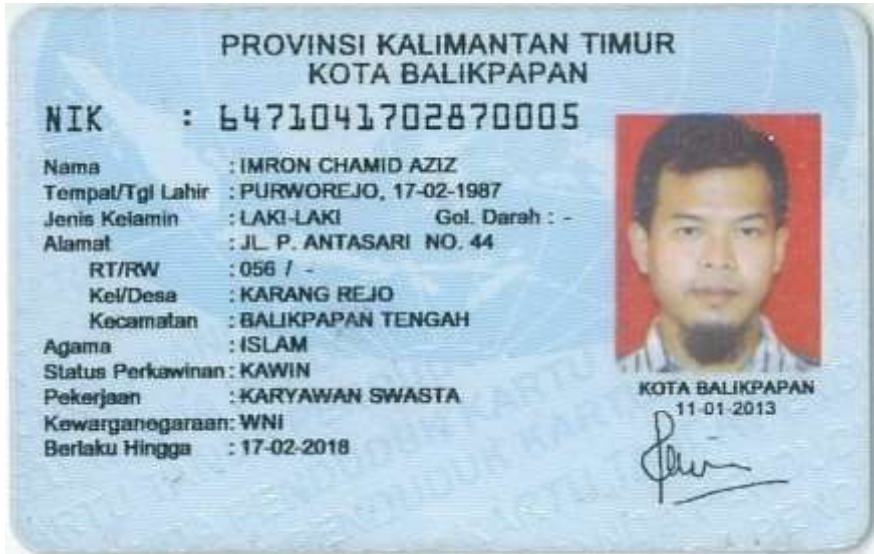 PROVINSI KALIMANTAN TIMUR
KOTA BALIKPAPAN
NIK : 6471041702870005
Nama : IMRON CHAMID AZIZ
Tempat/Tgl Lahir : PURWOREJO, 17-02-1987
Jenis Kelamin : LAKI-LAKI Gol. Darah : -
Alamat : JL. P. ANTASARI NO. 44
RT/RW : 056 / -
Kel/Desa : KARANG REJO
Kecamatan : BALIKPAPAN TENGAH
Agama : ISLAM
Status Perkawinan : KAWIN
Pekerjaan : KARYAWAN SWASTA
Kewarganegaraan: WNI
Berlaku Hingga : 17-02-2018
KOTA BALIKPAPAN
11-01-2013